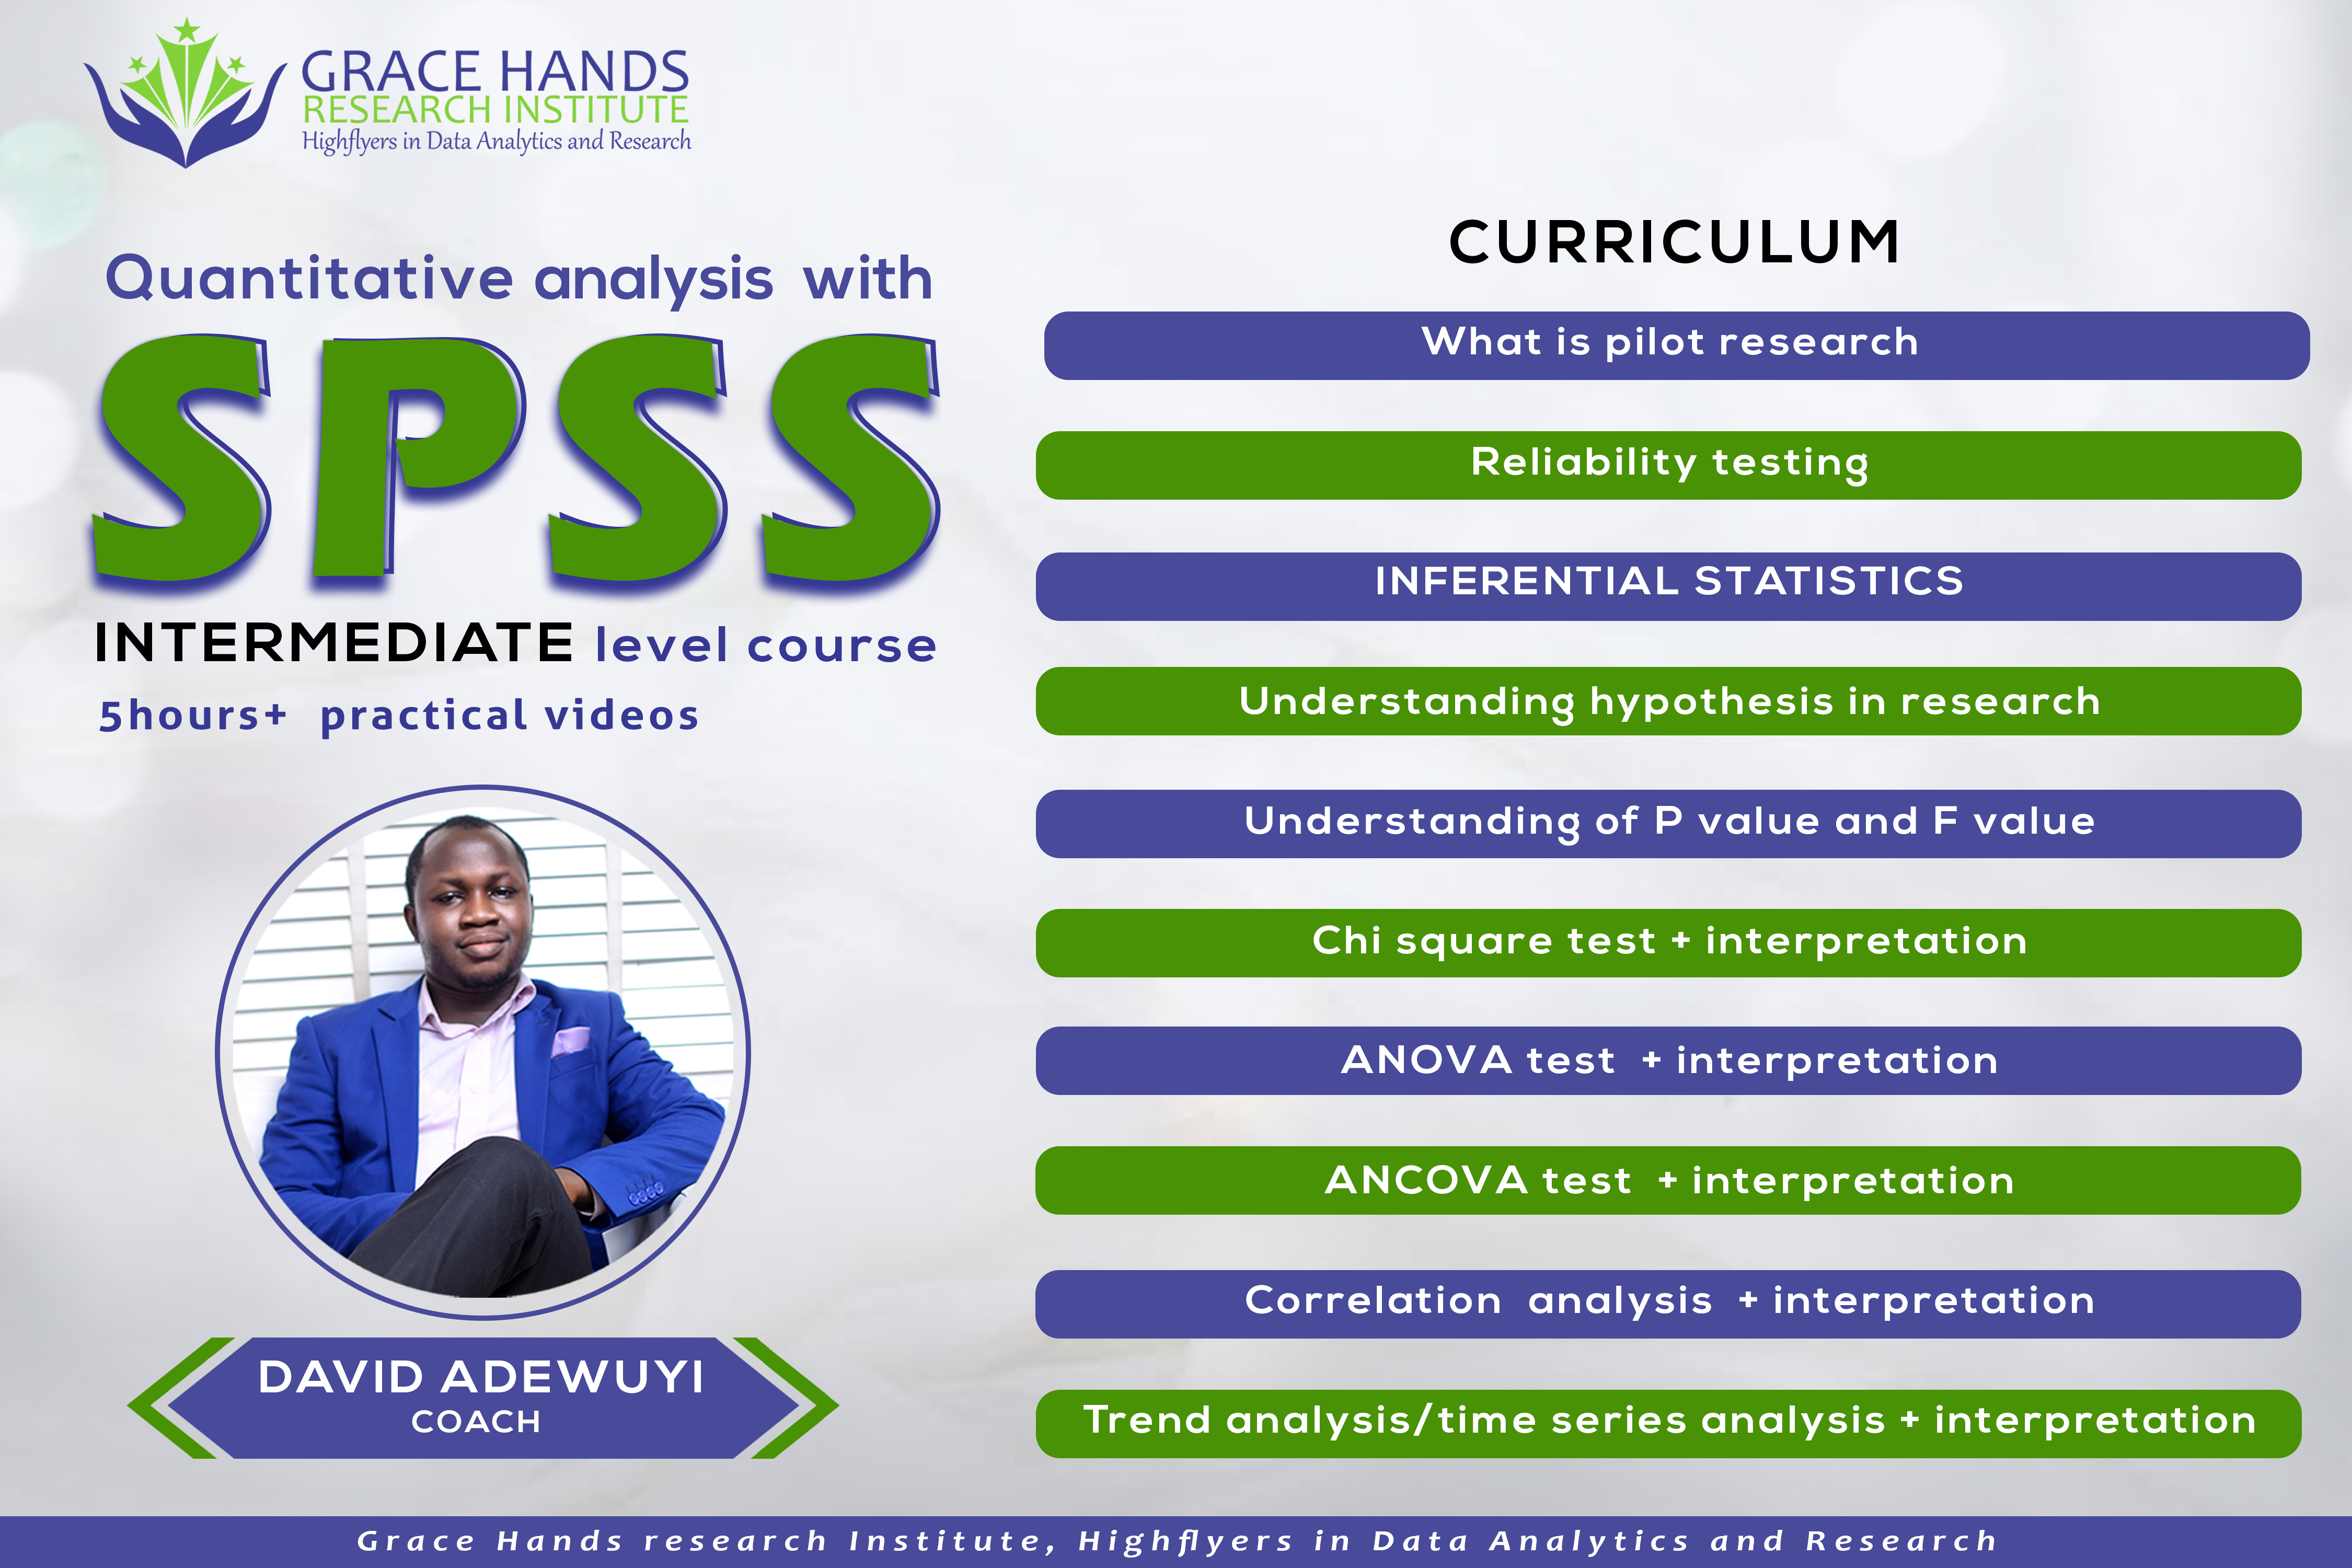 GRACE HANDS
RESEARCH INSTITUTE
Highflyers in Data Analytics and Research
Quantitative analysis with
SPSS
INTERMEDIATE level course
5hours+ practical videos
DAVID ADEWUYI
COACH
CURRICULUM
What is pilot research
Reliability testing
INFERENTIAL STATISTICS
Understanding hypothesis in research
Understanding of P value and F value
Chi square test + interpretation
ANOVA test + interpretation
ANCOVA test + interpretation
Correlation analysis + interpretation
Trend analysis/time series analysis + interpretation
Grace Hands research Institute, Highflyers in Data Analytics and Research